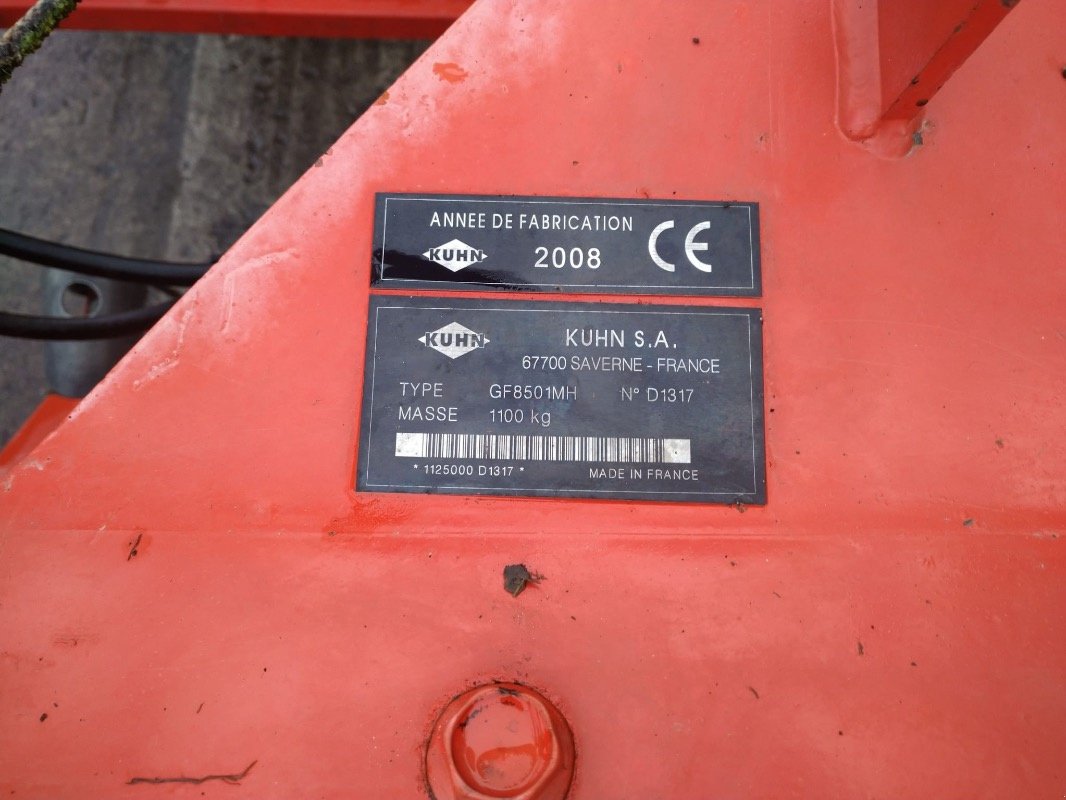 ANNEE DE FABRICATION
KUHN 2008 CE
KUHN KUHN S.A.
67700 SAVERNE - FRANCE
TYPE GF8501MH N° D1317
MASSE 1100 kg
* 1125000 D1317 * MADE IN FRANCE